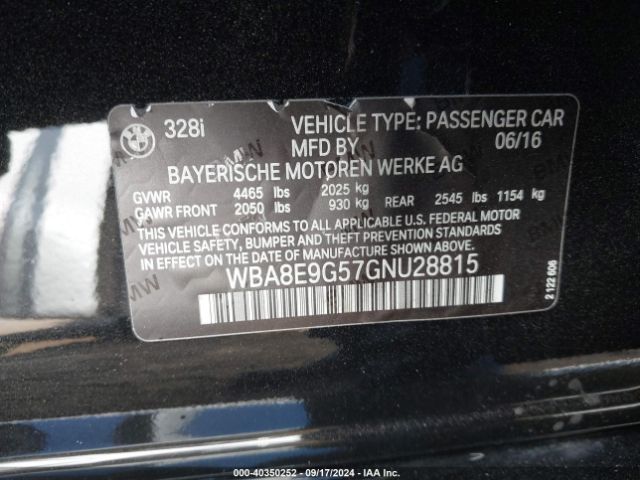 328i VEHICLE TYPE: PASSENGER CAR
MFD BY 06/16
BAYERISCHE MOTOREN WERKE AG
GVWR 4465 lbs 2025 kg
GAWR FRONT 2050 lbs 930 kg REAR 2545 lbs 1154 kg
THIS CONFORMS TO ALL APPLICABLE U.S. FEDERAL MOTOR
VEHICLE SAFETY, BUMPER AND THEFT PREVENTION STANDARDS
IN EFFECT ON THE DATE OF MANUFACTURE SHOWN ABOVE.
WBA8E9G57GNU28815
2 122 606
000-40350252 - 09/17/2024 - IAA Inc.